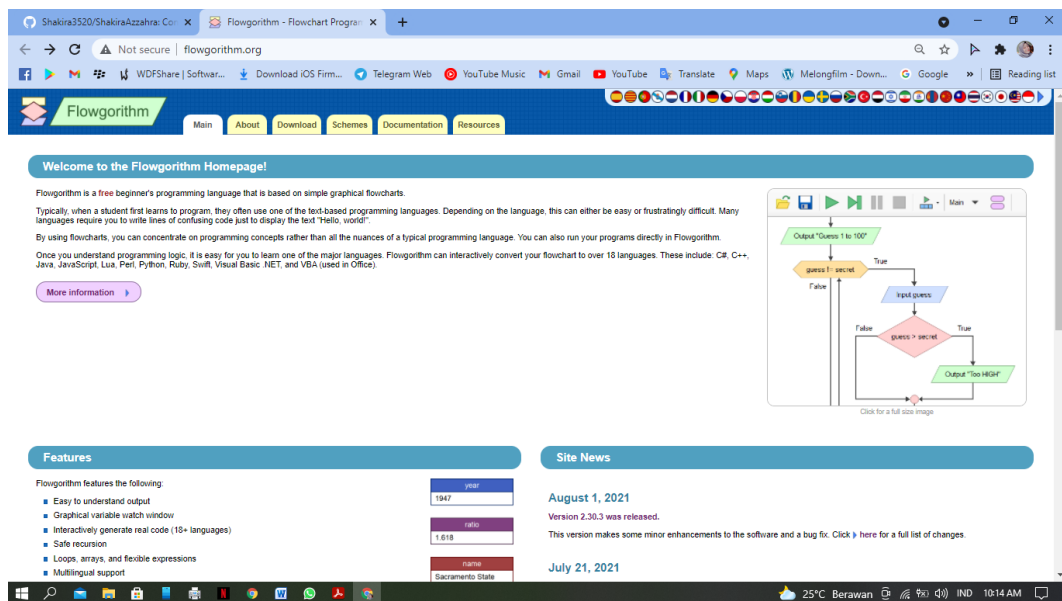 Shakira3520/ShakiraAzzahra: Con
Flowgorithm - Flowchart Program
Not secure
flowgorithm.org
WDFShare | Softwar...
Download iOS Firm...
Telegram Web
YouTube Music
Gmail
YouTube
Translate
Maps
Melongfilm - Down...
Google
»
Reading list
Flowgorithm
Main
About
Download
Schemes
Documentation
Resources
Welcome to the Flowgorithm Homepage!
Flowgorithm is a free beginner's programming language that is based on simple graphical flowcharts.
Typically, when a student first learns to program, they often use one of the text-based programming languages. Depending on the language, this can either be easy or frustratingly difficult. Many
languages require you to write lines of confusing code just to display the text "Hello, world!".
By using flowcharts, you can concentrate on programming concepts rather than all the nuances of a typical programming language. You can also run your programs directly in Flowgorithm.
Once you understand programming logic, it is easy for you to learn one of the major languages. Flowgorithm can interactively convert your flowchart to over 18 languages. These include: C#, C++,
Java, JavaScript, Lua, Perl, Python, Ruby, Swift, Visual Basic .NET, and VBA (used in Office).
More information
Main
Output "Guess 1 to 100"
guess != secret
True
False
Input guess
False
True
guess > secret
Output "Too HIGH"
Click for a full size image
Features
Flowgorithm features the following:
Easy to understand output
Graphical variable watch window
Interactively generate real code (18+ languages)
Safe recursion
Loops, arrays, and flexible expressions
Multilingual support
year
1947
ratio
1.618
name
Sacramento State
Site News
August 1, 2021
Version 2.30.3 was released.
This version makes some minor enhancements to the software and a bug fix. Click here for a full list of changes.
July 21, 2021
25°C Berawan
IND
10:14 AM